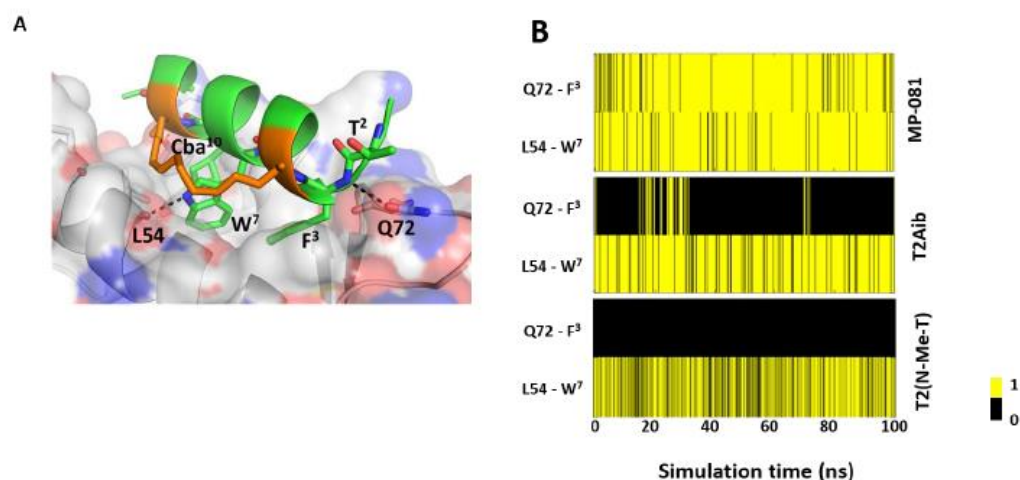 A
B
T²
Cba¹⁰
L54
W⁷
F³
Q72
Q72 - F³
L54 - W⁷
MP-081
Q72 - F³
L54 - W⁷
T2Aib
Q72 - F³
L54 - W⁷
T2(N-Me-T)
0 20 40 60 80 100
Simulation time (ns)
1
0